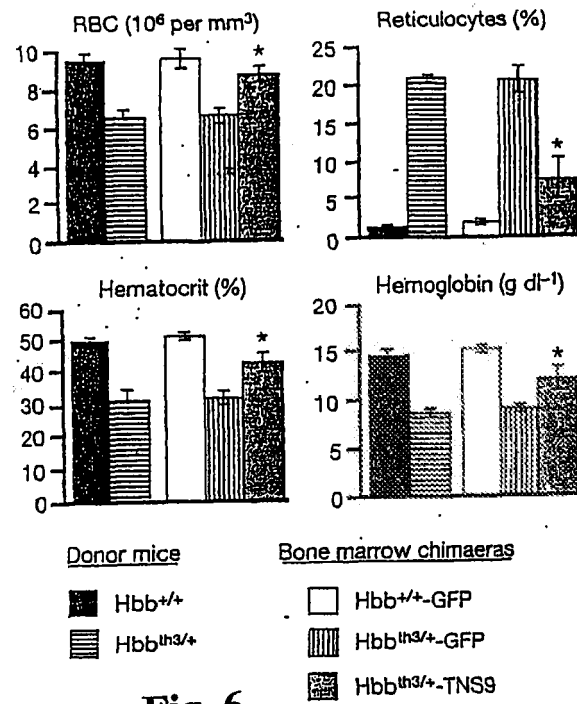 RBC (10⁶ per mm³)
10
8
6
4
2
0
Reticulocytes (%)
25
20
15
10
5
0
*
*
Hematocrit (%)
60
50
40
30
20
10
0
Hemoglobin (g dl⁻¹)
20
15
10
5
0
*
*
Donor mice
Hbb⁺/⁺
Hbbᵗʰ³/⁺
Bone marrow chimaeras
Hbb⁺/⁺-GFP
Hbbᵗʰ³/⁺-GFP
Hbbᵗʰ³/⁺-TNS9
Fig. 6